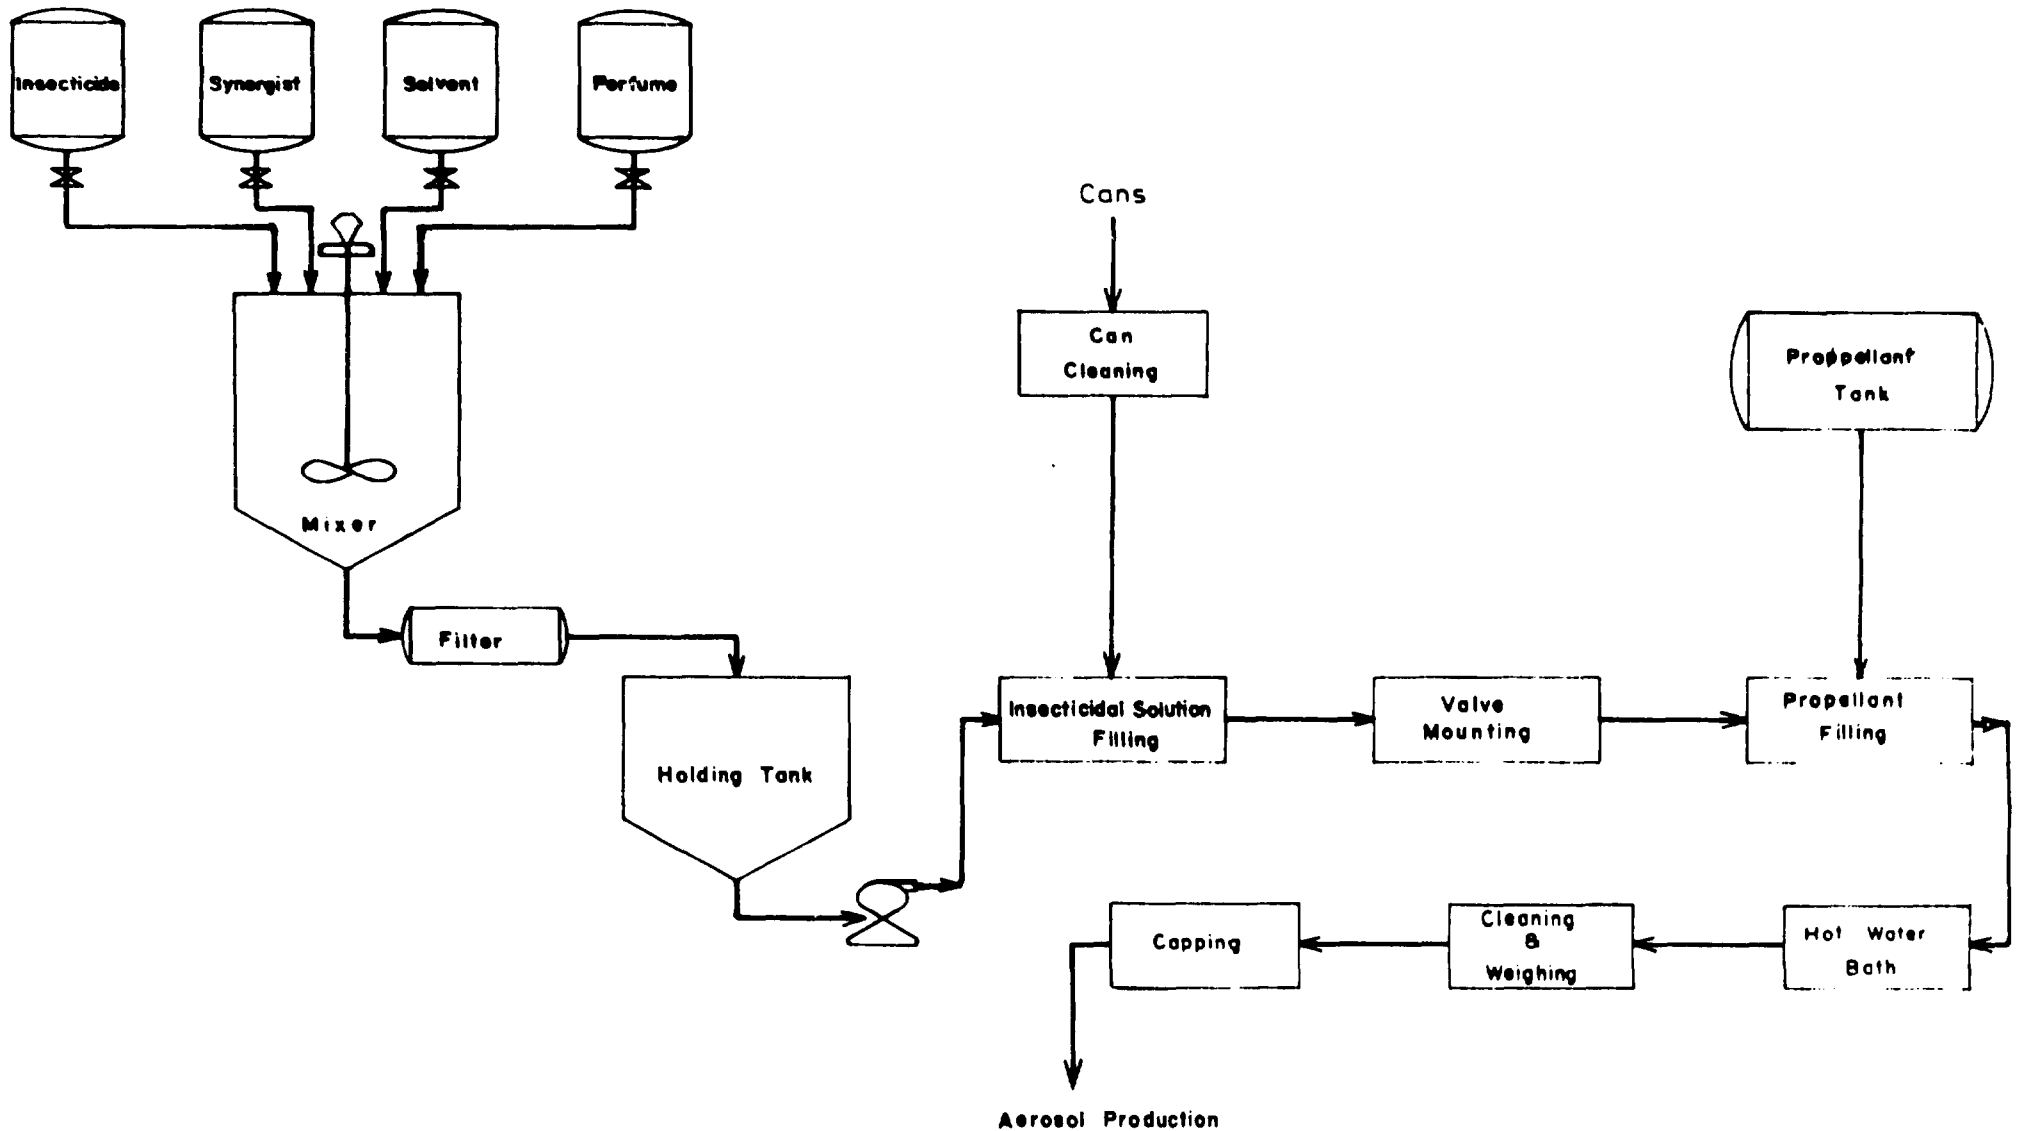 Insecticide
Synergist
Solvent
Perfume
Cans
Can
Cleaning
Proppellant
Tank
Mixer
Filter
Holding Tank
Insecticidal Solution
Filling
Valve
Mounting
Propellant
Filling
Capping
Cleaning
&
Weighing
Hot Water
Bath
Aerosol Production